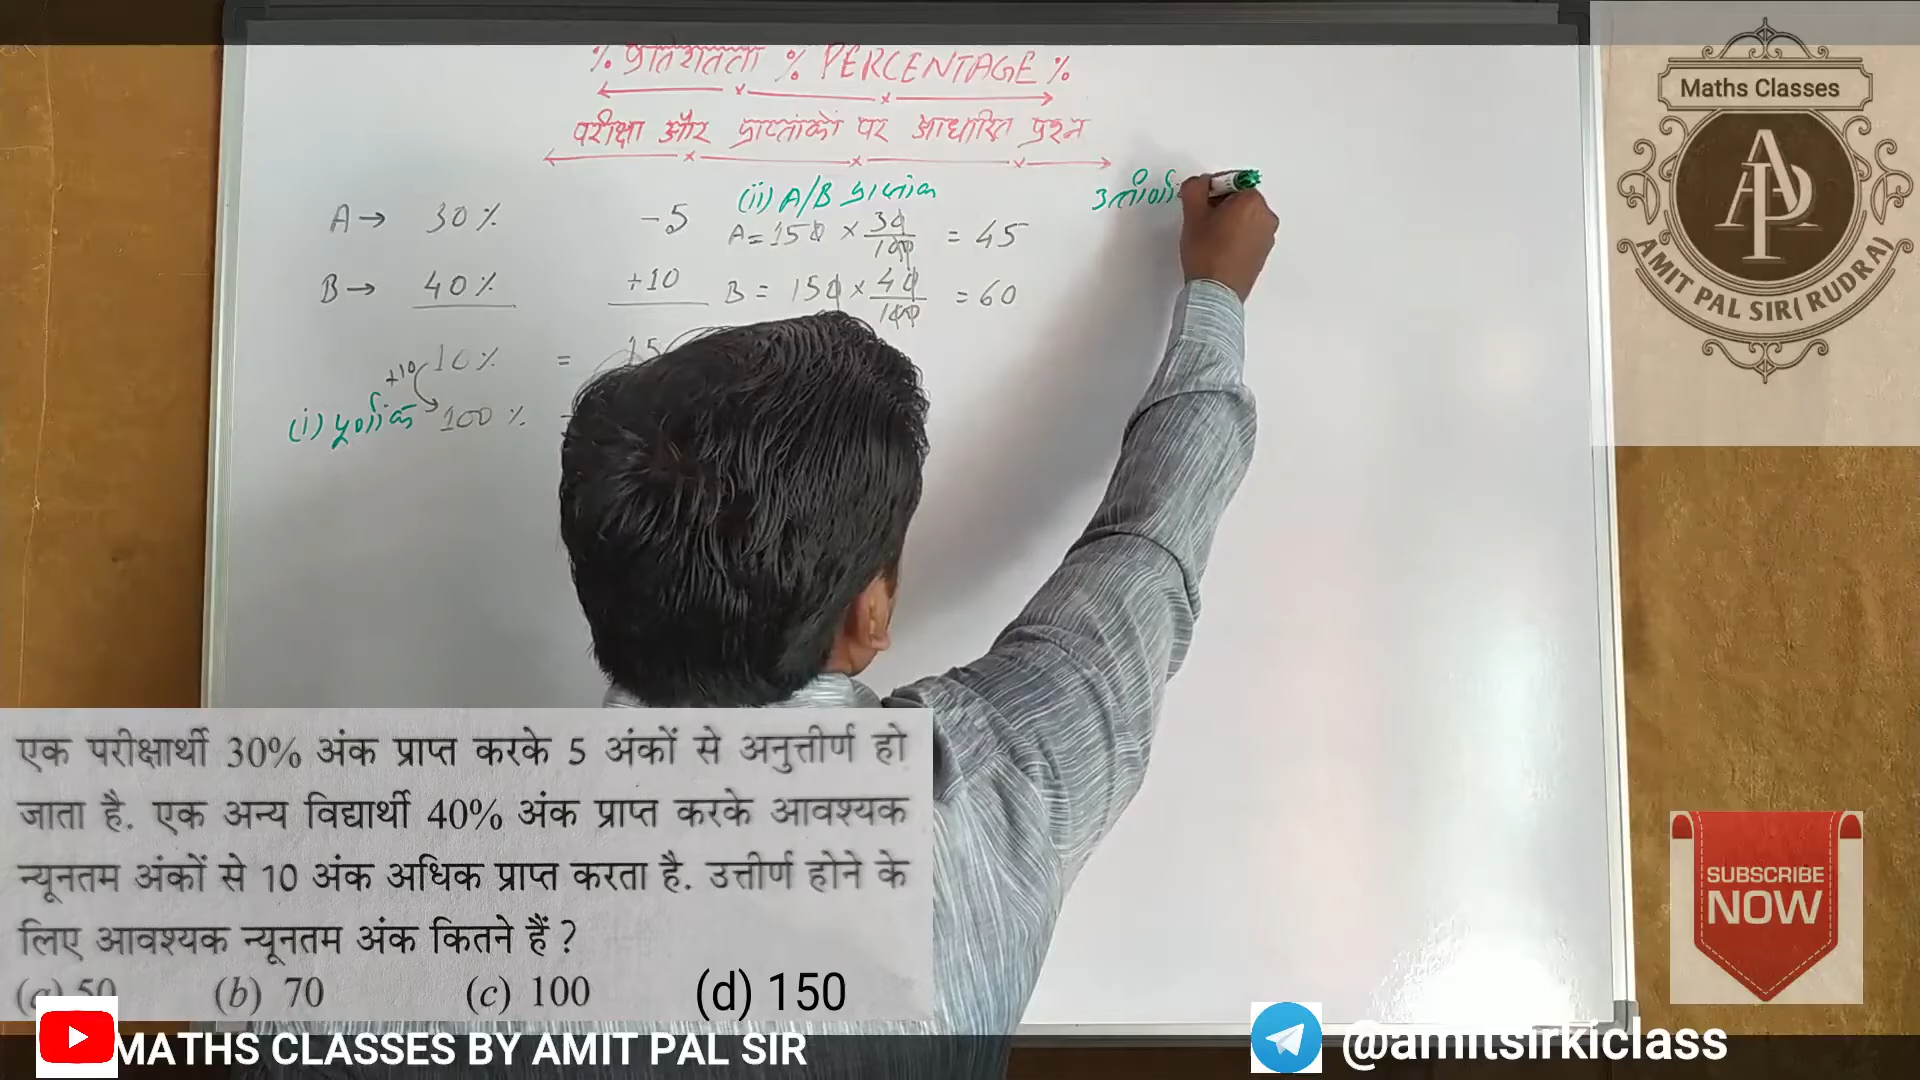 % प्रतिशतता % PERCENTAGE %
परीक्षा और प्राप्तांको पर आधारित प्रश्न
A → 30% -5
B → 40% +10
10% = 15
+10
(i) पूर्णांक 100%
(ii) A/B प्राप्तांक
A = 150 × 30/100 = 45
B = 150 × 40/100 = 60
Maths Classes
AP
AMIT PAL SIR( RUDRA)
एक परीक्षार्थी 30% अंक प्राप्त करके 5 अंकों से अनुत्तीर्ण हो
जाता है. एक अन्य विद्यार्थी 40% अंक प्राप्त करके आवश्यक
न्यूनतम अंकों से 10 अंक अधिक प्राप्त करता है. उत्तीर्ण होने के
लिए आवश्यक न्यूनतम अंक कितने हैं ?
(a) 50 (b) 70 (c) 100 (d) 150
SUBSCRIBE
NOW
MATHS CLASSES BY AMIT PAL SIR
@amitsirkiclass